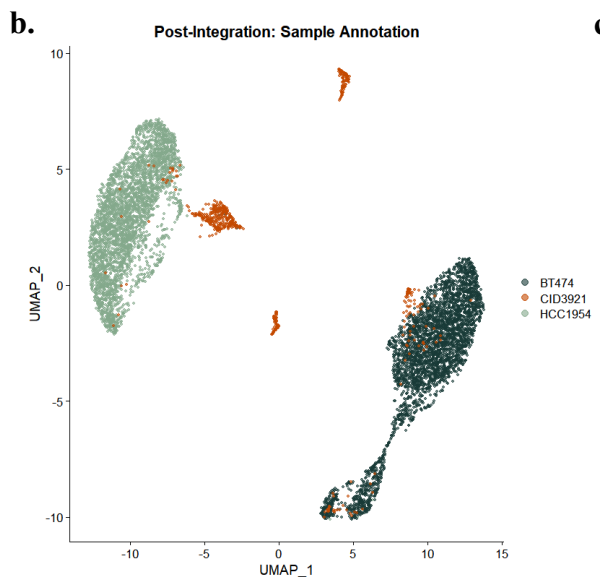 b.
c
Post-Integration: Sample Annotation
10
5
0
-5
-10
UMAP_2
-10
-5
0
5
10
15
UMAP_1
BT474
CID3921
HCC1954